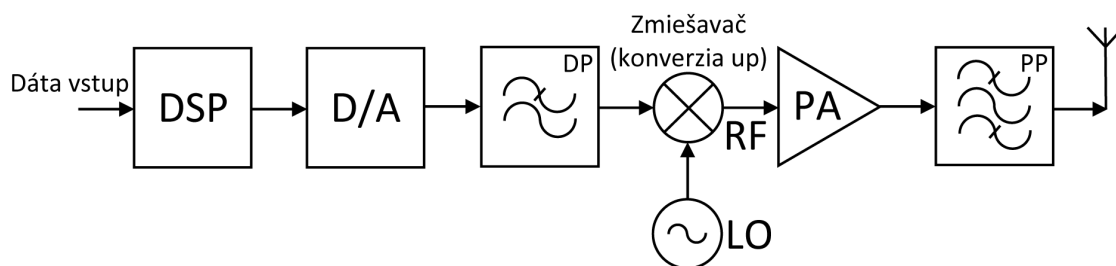 Dáta vstup
DSP
D/A
DP
Zmiešavač
(konverzia up)
RF
LO
PA
PP